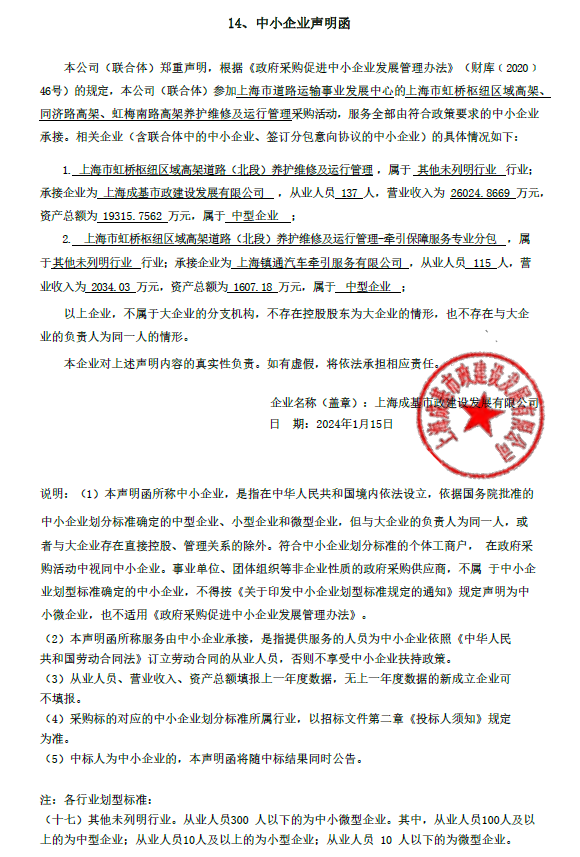 14、中小企业声明函
本公司（联合体）郑重声明，根据《政府采购促进中小企业发展管理办法》（财库﹝2020﹞
46号）的规定，本公司（联合体）参加上海市道路运输事业发展中心的上海市虹桥枢纽区域高架、
同济路高架、虹梅南路高架养护维修及运行管理采购活动，服务全部由符合政策要求的中小企业
承接。相关企业（含联合体中的中小企业、签订分包意向协议的中小企业）的具体情况如下：
1. 上海市虹桥枢纽区域高架道路（北段）养护维修及运行管理 ，属于 其他未列明行业 行业；
承接企业为 上海成基市政建设发展有限公司 ，从业人员 137 人，营业收入为 26024.8669 万元，
资产总额为 19315.7562 万元，属于 中型企业 ；
2. 上海市虹桥枢纽区域高架道路（北段）养护维修及运行管理-牵引保障服务专业分包 ，属
于其他未列明行业 行业；承接企业为 上海镇通汽车牵引服务有限公司 ，从业人员 115 人，营
业收入为 2034.03 万元，资产总额为 1607.18 万元，属于 中型企业 ；
以上企业，不属于大企业的分支机构，不存在控股股东为大企业的情形，也不存在与大企
业的负责人为同一人的情形。
本企业对上述声明内容的真实性负责。如有虚假，将依法承担相应责任。
企业名称（盖章）：上海成基市政建设发展有限公司
日 期：2024年1月15日
上海成基市政建设发展有限公司
说明：（1）本声明函所称中小企业，是指在中华人民共和国境内依法设立，依据国务院批准的
中小企业划分标准确定的中型企业、小型企业和微型企业，但与大企业的负责人为同一人，或
者与大企业存在直接控股、管理关系的除外。符合中小企业划分标准的个体工商户， 在政府采
购活动中视同中小企业。事业单位、团体组织等非企业性质的政府采购供应商，不属 于中小企
业划型标准确定的中小企业，不得按《关于印发中小企业划型标准规定的通知》规定声明为中
小微企业，也不适用《政府采购促进中小企业发展管理办法》。
（2）本声明函所称服务由中小企业承接，是指提供服务的人员为中小企业依照《中华人民
共和国劳动合同法》订立劳动合同的从业人员，否则不享受中小企业扶持政策。
（3）从业人员、营业收入、资产总额填报上一年度数据，无上一年度数据的新成立企业可
不填报。
（4）采购标的对应的中小企业划分标准所属行业，以招标文件第二章《投标人须知》规定
为准。
（5）中标人为中小企业的，本声明函将随中标结果同时公告。
注：各行业划型标准：
（十七）其他未列明行业。从业人员300 人以下的为中小微型企业。其中，从业人员100人及以
上的为中型企业；从业人员10人及以上的为小型企业；从业人员 10 人以下的为微型企业。